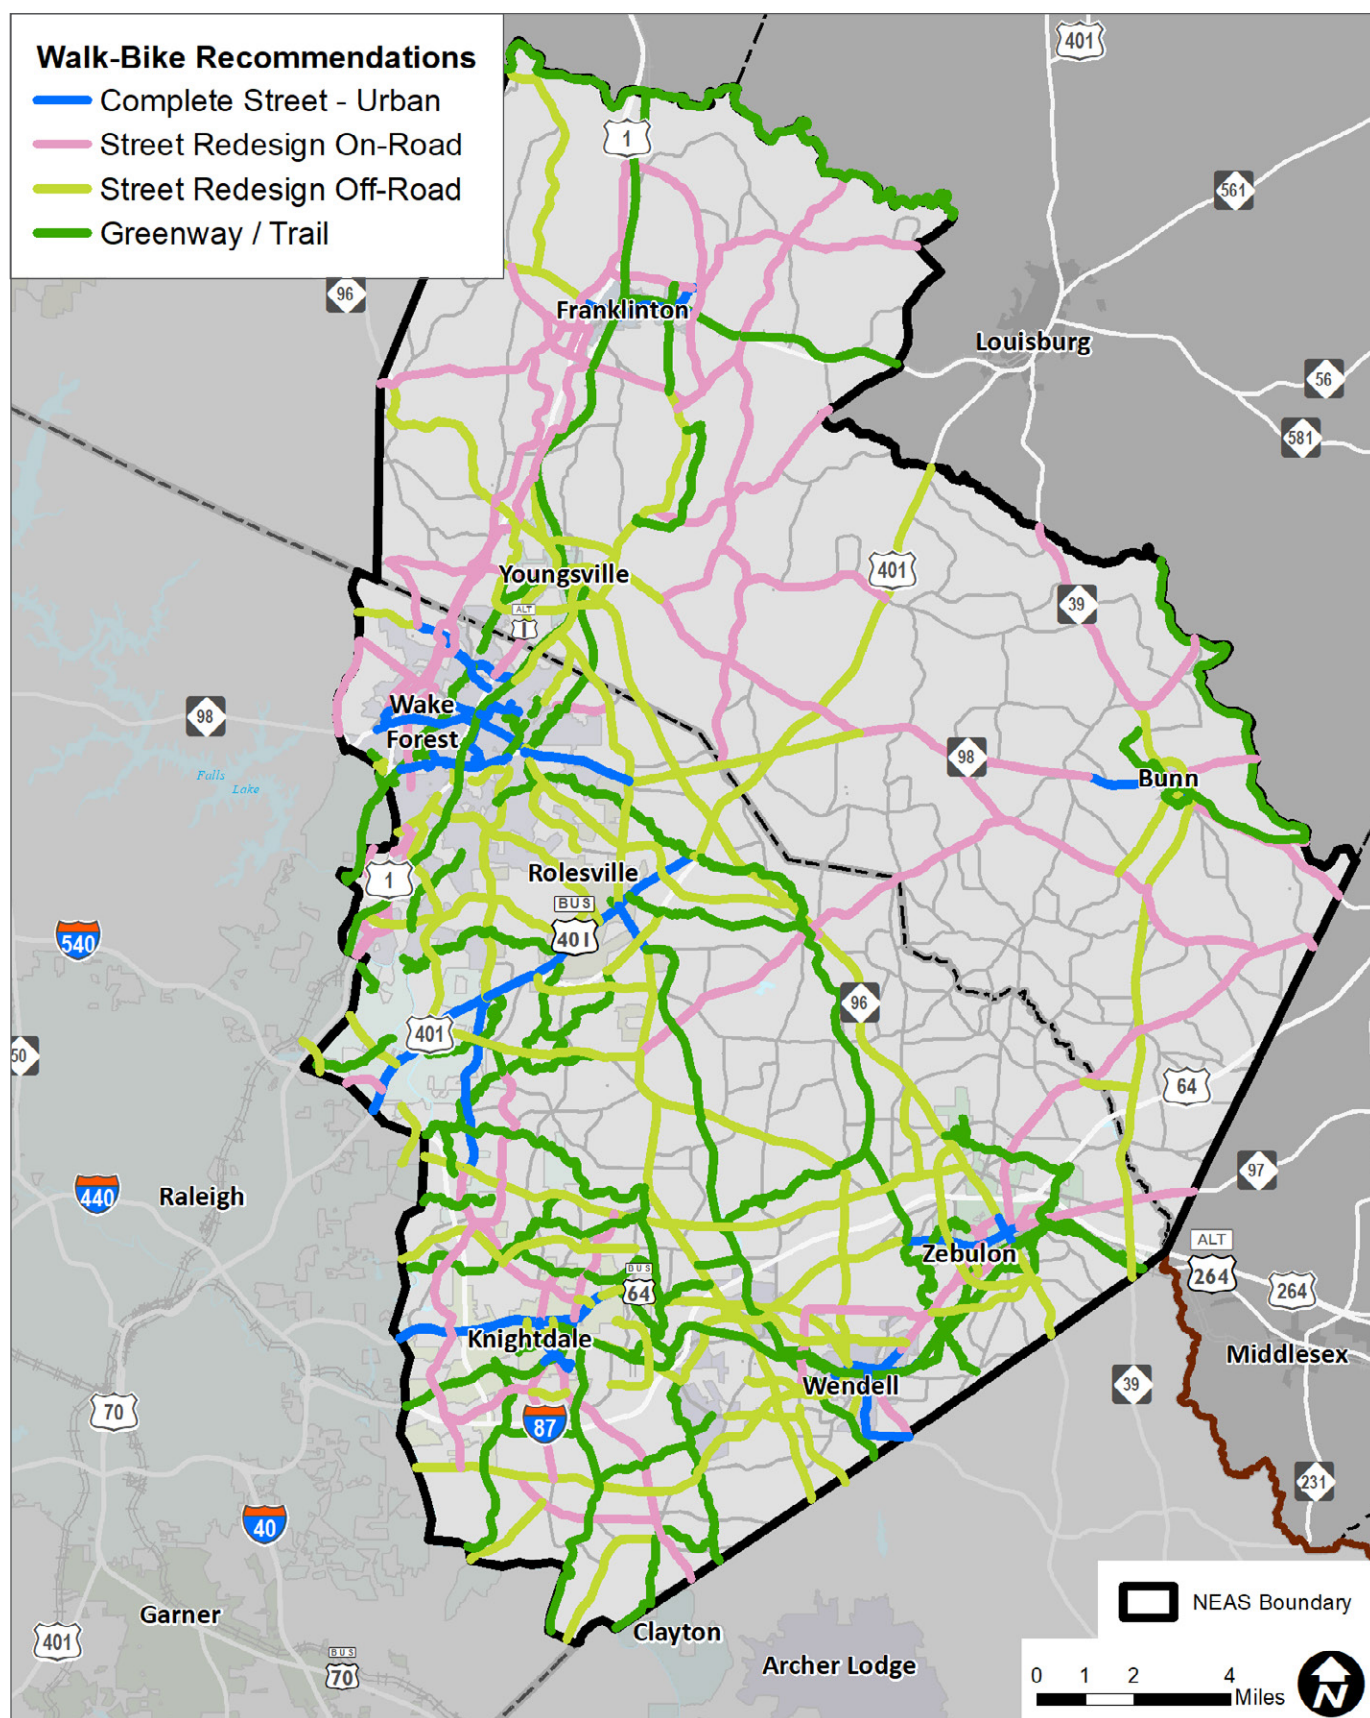 Walk-Bike Recommendations
Complete Street - Urban
Street Redesign On-Road
Street Redesign Off-Road
Greenway / Trail
401
1
561
96
Franklinton
Louisburg
56
581
401
Youngsville
39
ALT
1
98
Wake
Forest
98
Falls
Lake
Bunn
Rolesville
1
BUS
401
540
96
401
50
64
97
440
Raleigh
ALT
264
Zebulon
264
BUS
64
Knightdale
Middlesex
Wendell
39
70
87
231
40
NEAS Boundary
Garner
Clayton
401
BUS
70
Archer Lodge
0 1 2 4
Miles
N